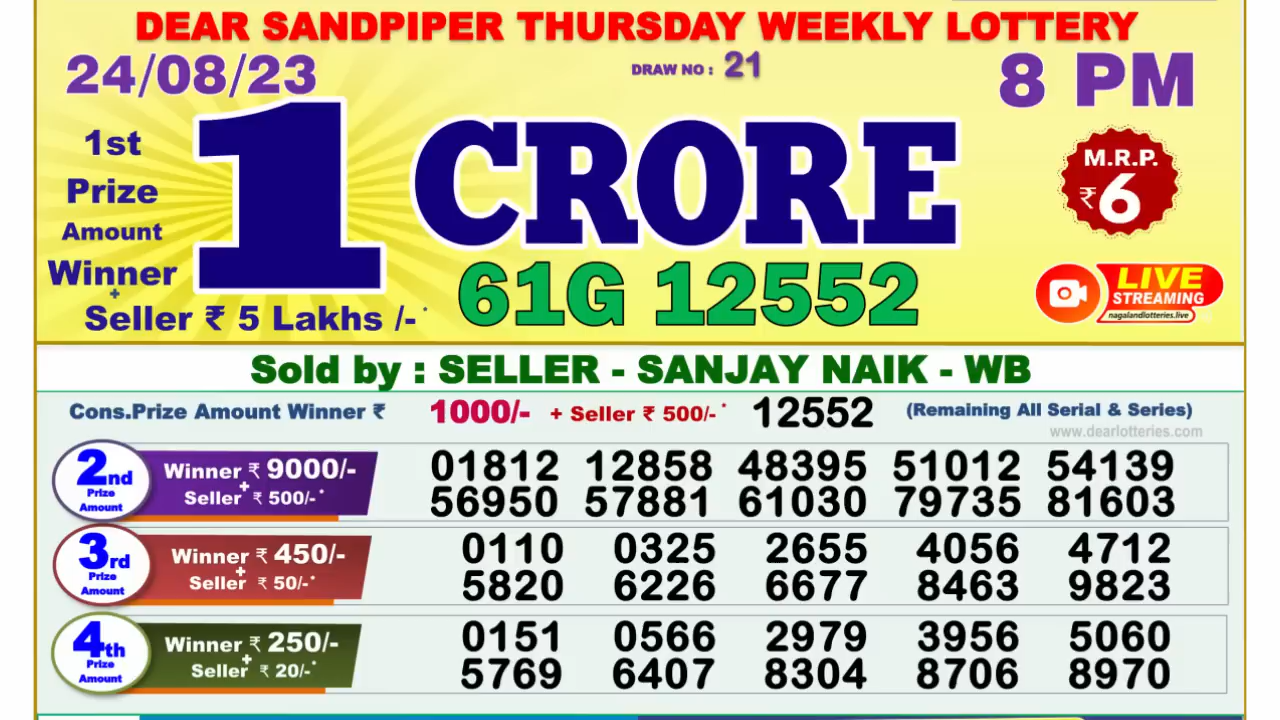 DEAR SANDPIPER THURSDAY WEEKLY LOTTERY
24/08/23
DRAW NO : 21
8 PM
1st
Prize
Amount
Winner
+
Seller ₹ 5 Lakhs /-*
1 CRORE
61G 12552
M.R.P.
₹ 6
LIVE
STREAMING
nagalandlotteries.live
Sold by : SELLER - SANJAY NAIK - WB
Cons.Prize Amount Winner ₹ 1000/- + Seller ₹ 500/-* 12552 (Remaining All Serial & Series)
www.dearlotteries.com
2nd
Prize
Amount
Winner ₹ 9000/-
+
Seller ₹ 500/-*
01812 12858 48395 51012 54139
56950 57881 61030 79735 81603
3rd
Prize
Amount
Winner ₹ 450/-
+
Seller ₹ 50/-*
0110 0325 2655 4056 4712
5820 6226 6677 8463 9823
4th
Prize
Amount
Winner ₹ 250/-
+
Seller ₹ 20/-*
0151 0566 2979 3956 5060
5769 6407 8304 8706 8970